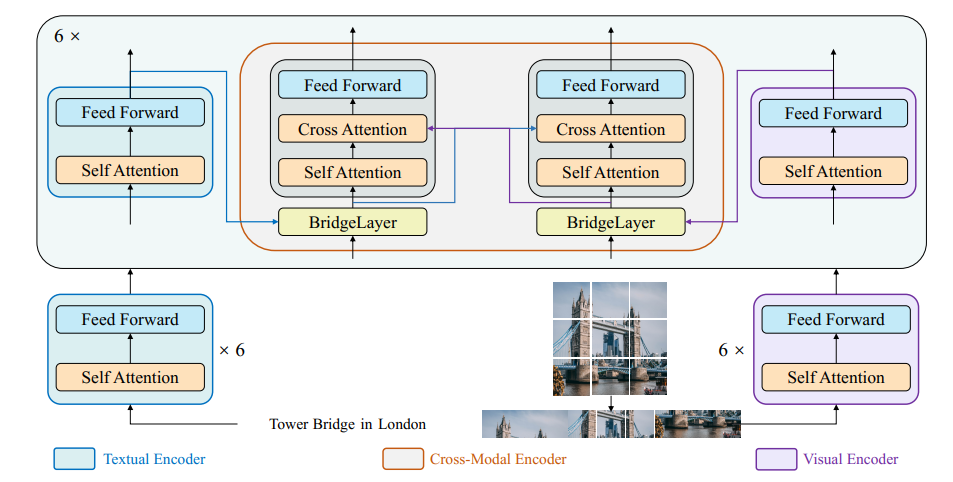 6 ×
Feed Forward
Self Attention
Feed Forward
Cross Attention
Self Attention
BridgeLayer
Feed Forward
Cross Attention
Self Attention
BridgeLayer
Feed Forward
Self Attention
Feed Forward
Self Attention
× 6
6 ×
Feed Forward
Self Attention
Tower Bridge in London
Textual Encoder
Cross-Modal Encoder
Visual Encoder